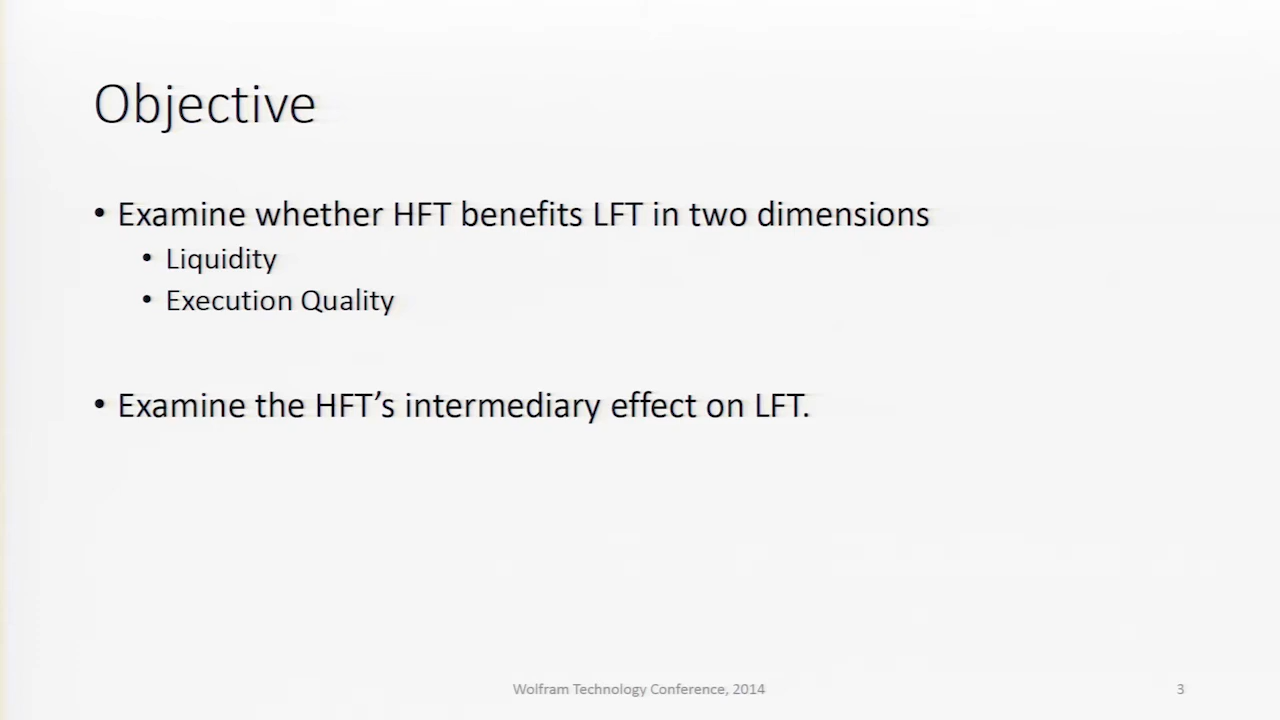 Objective
• Examine whether HFT benefits LFT in two dimensions
• Liquidity
• Execution Quality
• Examine the HFT’s intermediary effect on LFT.
Wolfram Technology Conference, 2014
3